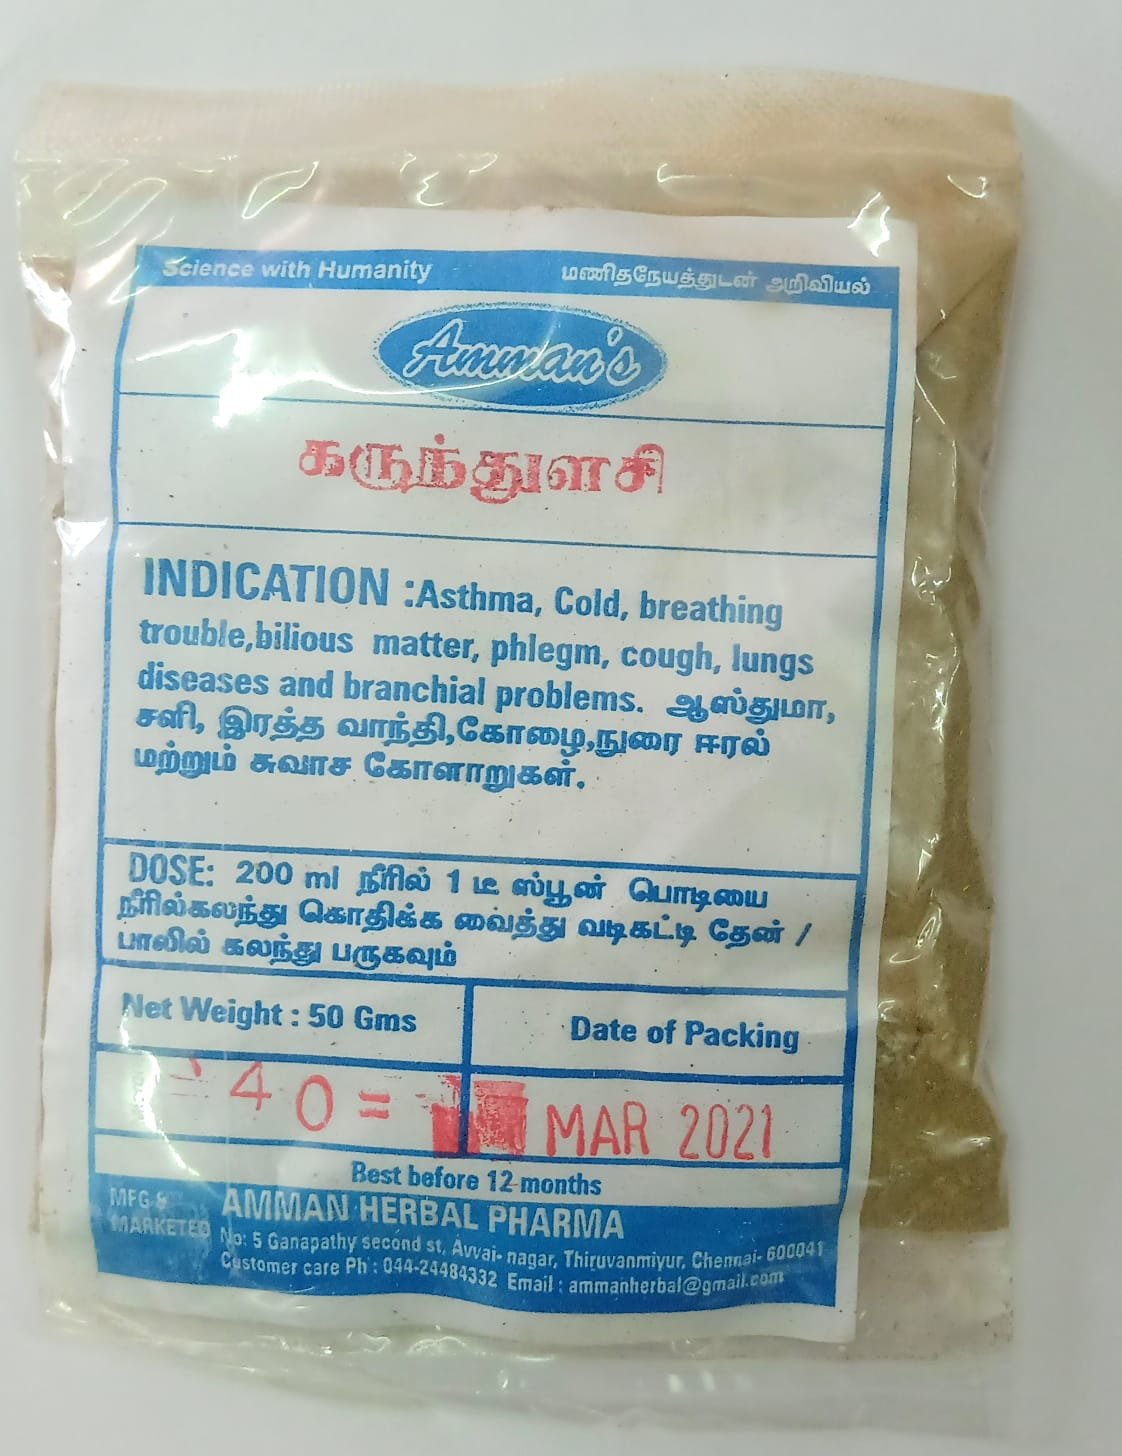 Science with Humanity மணிதநேயத்துடன் அறிவியல்
Amman's
கருந்துளசி
INDICATION :Asthma, Cold, breathing
trouble,bilious matter, phlegm, cough, lungs
diseases and branchial problems. ஆஸ்துமா,
சளி, இரத்த வாந்தி,கோழை,நுரை ஈரல்
மற்றும் சுவாச கோளாறுகள்.
DOSE: 200 ml நீரில் 1 டீ ஸ்பூன் பொடியை
நீரில்கலந்து கொதிக்க வைத்து வடிகட்டி தேன் /
பாலில் கலந்து பருகவும்
Net Weight : 50 Gms Date of Packing
40 = MAR 2021
Best before 12 months
MFG & MARKETED AMMAN HERBAL PHARMA
No: 5 Ganapathy second st, Avvai- nagar, Thiruvanmiyur, Chennai- 600041
Customer care Ph : 044-24484332 Email : ammanherbal@gmail.com